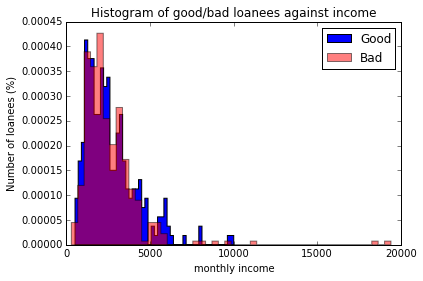 Histogram of good/bad loanees against income
Number of loanees (%)
0.00045
0.00040
0.00035
0.00030
0.00025
0.00020
0.00015
0.00010
0.00005
0.00000
Good
Bad
0 5000 10000 15000 20000
monthly income